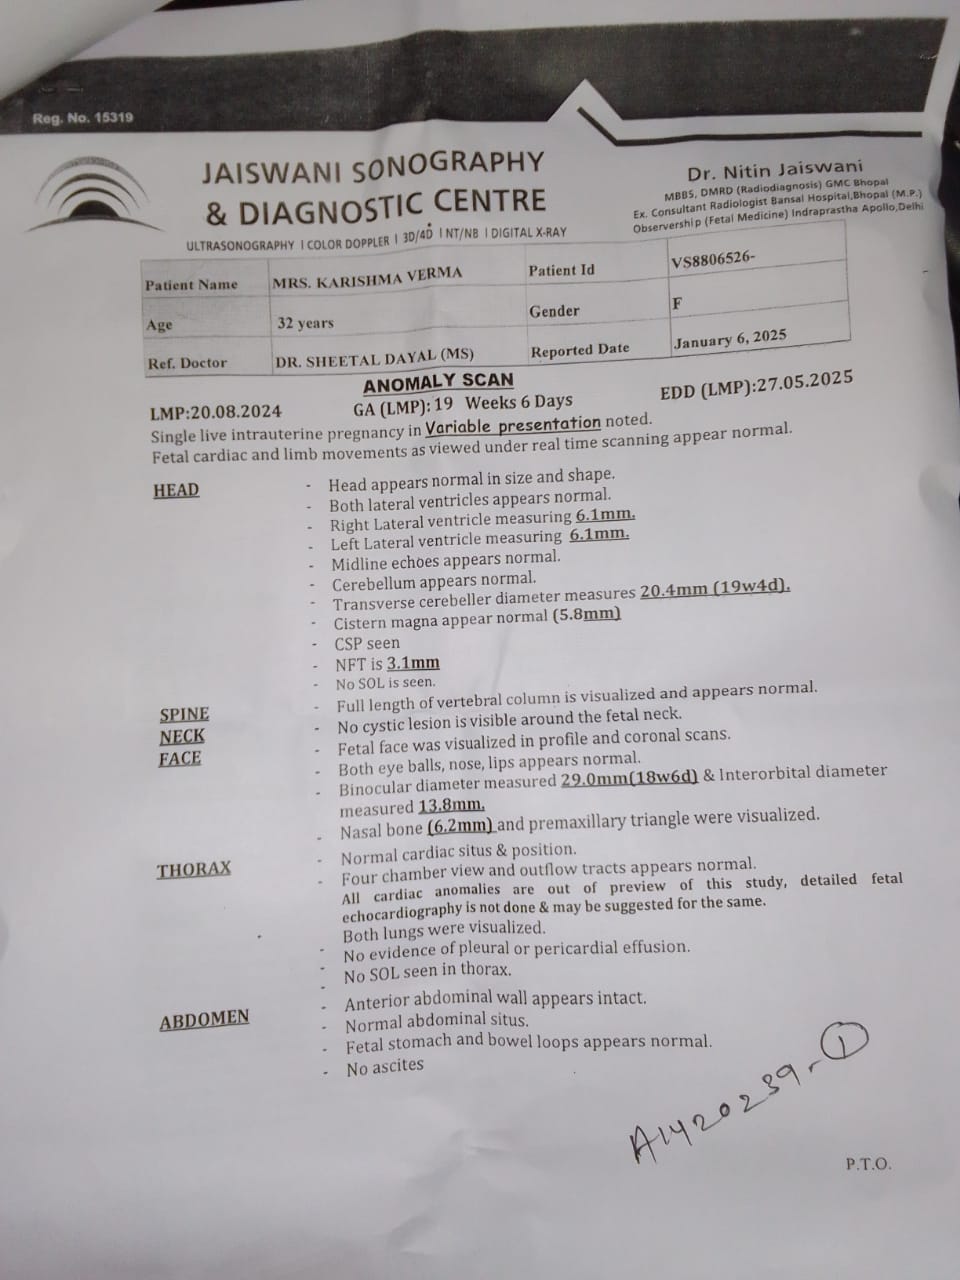 Reg. No. 15319
JAISWANI SONOGRAPHY
& DIAGNOSTIC CENTRE
ULTRASONOGRAPHY | COLOR DOPPLER | 3D/4D | NT/NB | DIGITAL X-RAY
Dr. Nitin Jaiswani
MBBS, DMRD (Radiodiagnosis) GMC Bhopal
Ex. Consultant Radiologist Bansal Hospital,Bhopal (M.P.)
Observership (Fetal Medicine) Indraprastha Apollo,Delhi
Patient Name MRS. KARISHMA VERMA Patient Id VS8806526-
Age 32 years Gender F
Ref. Doctor DR. SHEETAL DAYAL (MS) Reported Date January 6, 2025
ANOMALY SCAN
LMP:20.08.2024 GA (LMP): 19 Weeks 6 Days EDD (LMP):27.05.2025
Single live intrauterine pregnancy in Variable presentation noted.
Fetal cardiac and limb movements as viewed under real time scanning appear normal.
HEAD - Head appears normal in size and shape.
- Both lateral ventricles appears normal.
- Right Lateral ventricle measuring 6.1mm.
- Left Lateral ventricle measuring 6.1mm.
- Midline echoes appears normal.
- Cerebellum appears normal.
- Transverse cerebeller diameter measures 20.4mm (19w4d).
- Cistern magna appear normal (5.8mm)
- CSP seen
- NFT is 3.1mm
- No SOL is seen.
SPINE - Full length of vertebral column is visualized and appears normal.
NECK - No cystic lesion is visible around the fetal neck.
FACE - Fetal face was visualized in profile and coronal scans.
- Both eye balls, nose, lips appears normal.
- Binocular diameter measured 29.0mm(18w6d) & Interorbital diameter
measured 13.8mm.
- Nasal bone (6.2mm) and premaxillary triangle were visualized.
THORAX - Normal cardiac situs & position.
- Four chamber view and outflow tracts appears normal.
All cardiac anomalies are out of preview of this study, detailed fetal
echocardiography is not done & may be suggested for the same.
Both lungs were visualized.
- No evidence of pleural or pericardial effusion.
- No SOL seen in thorax.
ABDOMEN - Anterior abdominal wall appears intact.
- Normal abdominal situs.
- Fetal stomach and bowel loops appears normal.
- No ascites
A1420239-1
P.T.O.